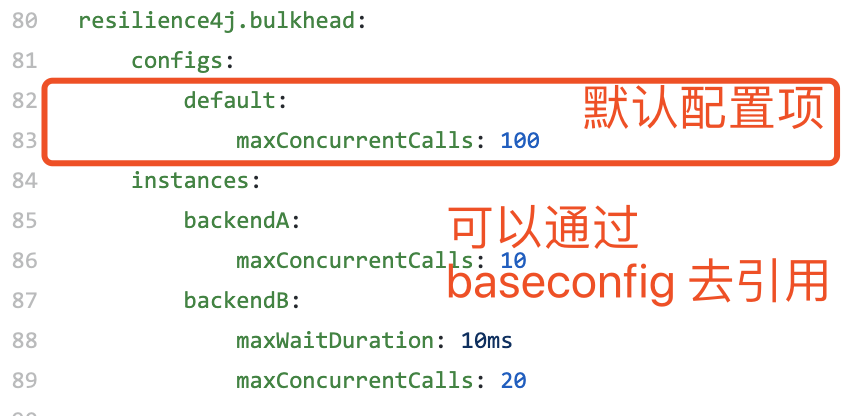 80 resilience4j.bulkhead:
81 configs:
82 default:
83 maxConcurrentCalls: 100
默认配置项
84 instances:
85 backendA:
86 maxConcurrentCalls: 10
可以通过
baseconfig 去引用
87 backendB:
88 maxWaitDuration: 10ms
89 maxConcurrentCalls: 20